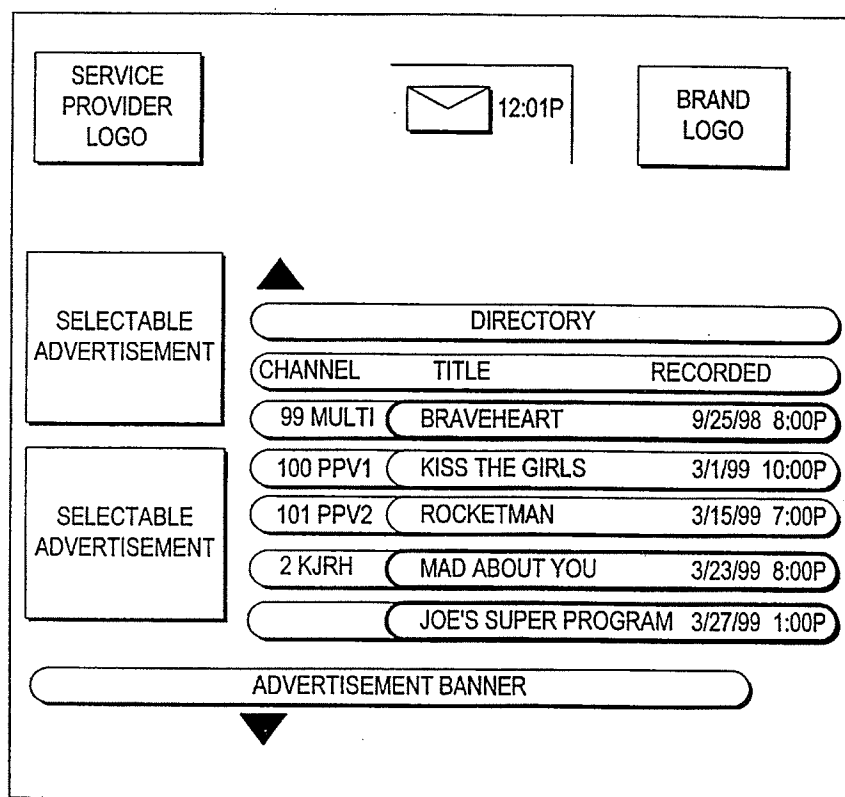 SERVICE
PROVIDER
LOGO
12:01P
BRAND
LOGO
SELECTABLE
ADVERTISEMENT
DIRECTORY
CHANNEL TITLE RECORDED
99 MULTI BRAVEHEART 9/25/98 8:00P
100 PPV1 KISS THE GIRLS 3/1/99 10:00P
SELECTABLE
ADVERTISEMENT
101 PPV2 ROCKETMAN 3/15/99 7:00P
2 KJRH MAD ABOUT YOU 3/23/99 8:00P
JOE'S SUPER PROGRAM 3/27/99 1:00P
ADVERTISEMENT BANNER